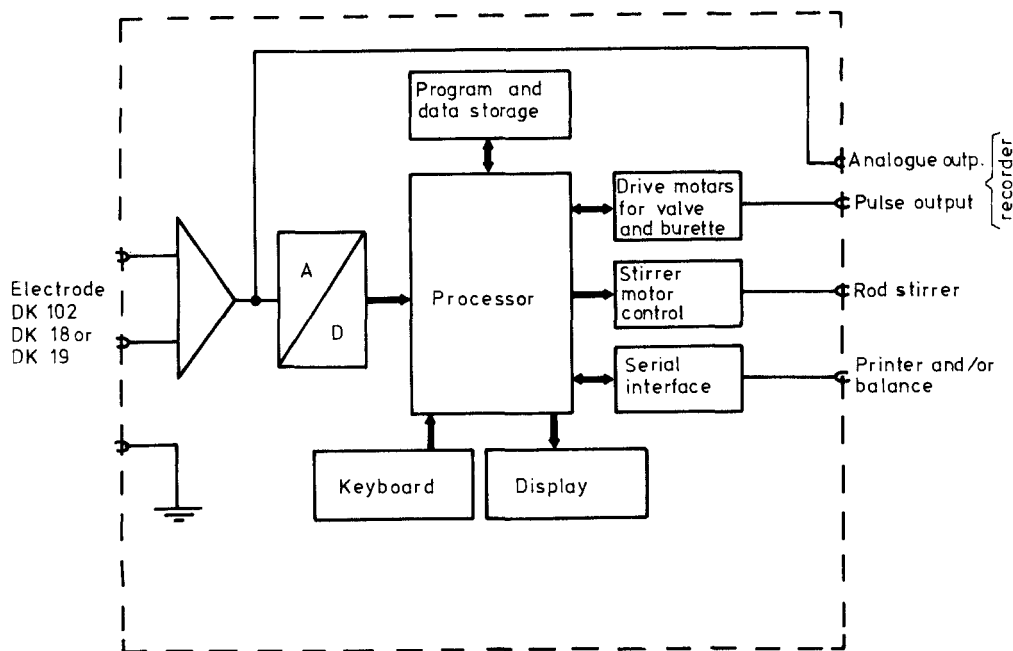 Program and
data storage
Analogue outp.
recorder
Drive motars
for valve
and burette
Pulse output
A
D
Processor
Electrode
DK 102
DK 18 or
DK 19
Stirrer
motor
control
Rod stirrer
Serial
interface
Printer and/or
balance
Keyboard
Display